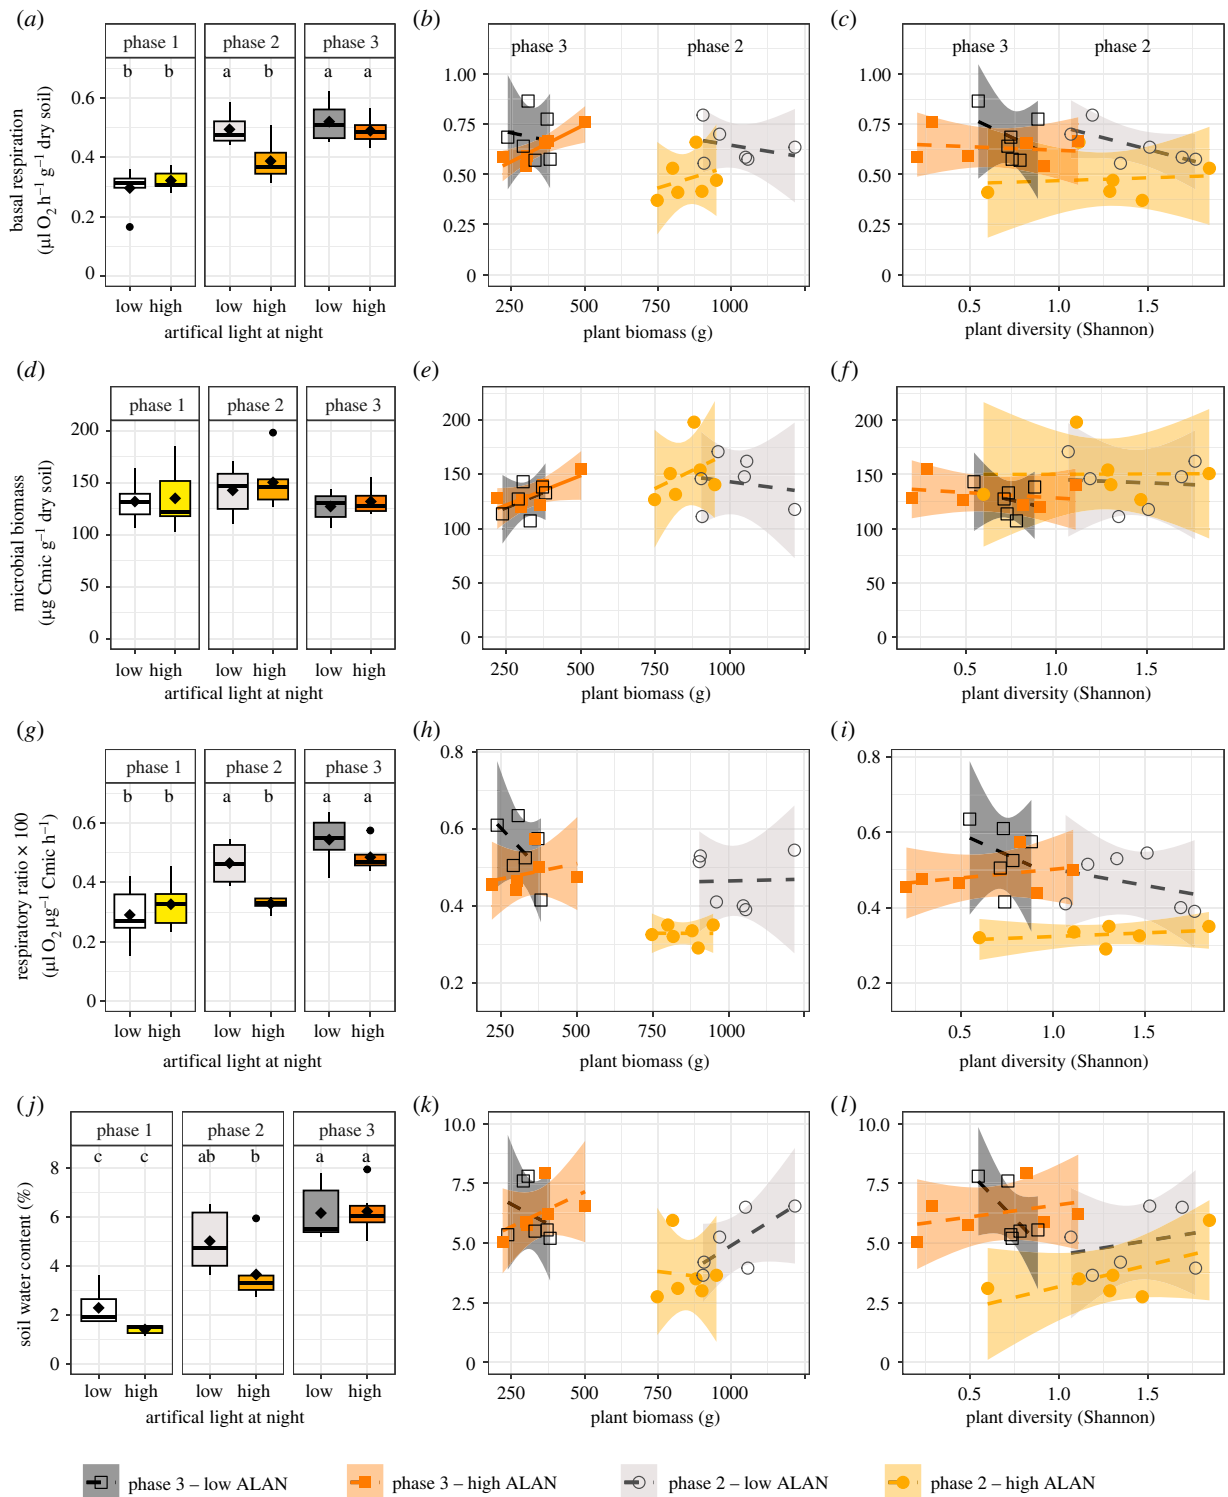 (a)
phase 1 phase 2 phase 3
b b a b a a
basal respiration
(µl O2 h−1 g−1 dry soil)
0.6
0.4
0.2
0
low high low high low high
artifical light at night
(b)
phase 3 phase 2
1.00
0.75
0.50
0.25
0
250 500 750 1000
plant biomass (g)
(c)
phase 3 phase 2
1.00
0.75
0.50
0.25
0
0.5 1.0 1.5
plant diversity (Shannon)
(d)
phase 1 phase 2 phase 3
microbial biomass
(µg Cmic g−1 dry soil)
200
150
100
50
0
low high low high low high
artifical light at night
(e)
200
150
100
50
0
250 500 750 1000
plant biomass (g)
(f)
200
150
100
50
0
0.5 1.0 1.5
plant diversity (Shannon)
(g)
phase 1 phase 2 phase 3
b b a b a a
respiratory ratio × 100
(µl O2 µg−1 Cmic h−1)
0.6
0.4
0.2
0
low high low high low high
artifical light at night
(h)
0.8
0.6
0.4
0.2
250 500 750 1000
plant biomass (g)
(i)
0.8
0.6
0.4
0.2
0.5 1.0 1.5
plant diversity (Shannon)
(j)
phase 1 phase 2 phase 3
c c ab b a a
soil water content (%)
8
6
4
2
0
low high low high low high
artifical light at night
(k)
10.0
7.5
5.0
2.5
0
250 500 750 1000
plant biomass (g)
(l)
10.0
7.5
5.0
2.5
0
0.5 1.0 1.5
plant diversity (Shannon)
phase 3 – low ALAN phase 3 – high ALAN phase 2 – low ALAN phase 2 – high ALAN